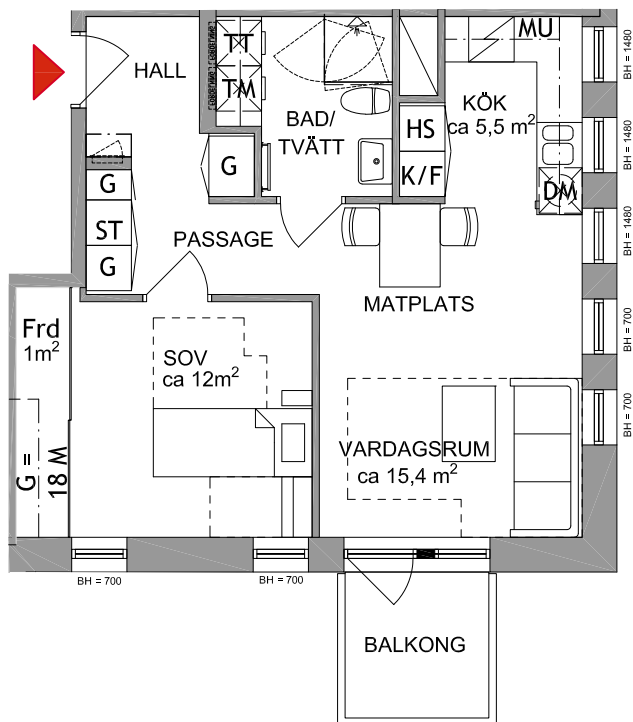 HALL
TT
TM
BAD/
TVÄTT
MU
KÖK
ca 5,5 m²
HS
K/F
DM
BH = 1480
BH = 1480
BH = 1480
BH = 700
BH = 700
G
G
ST
G
PASSAGE
MATPLATS
Frd
1m²
SOV
ca 12m²
G =
18 M
VARDAGSRUM
ca 15,4 m²
BH = 700
BH = 700
BALKONG